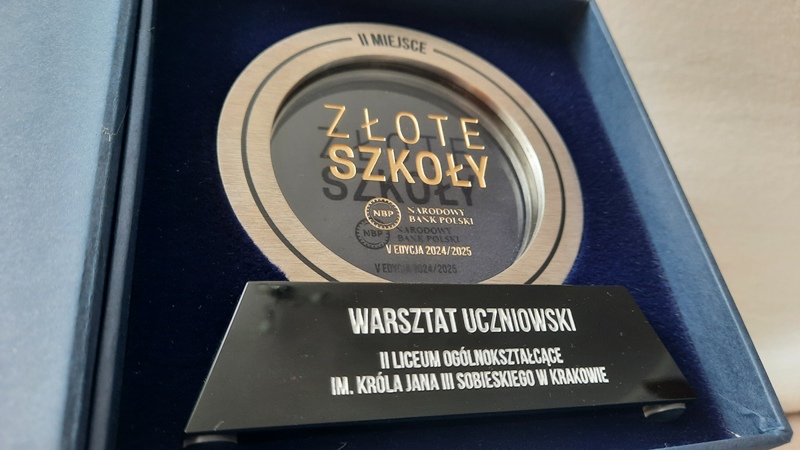 II MIEJSCE
ZŁOTE
SZKOŁY
NBP
NARODOWY
BANK POLSKI
V EDYCJA 2024/2025
WARSZTAT UCZNIOWSKI
II LICEUM OGÓLNOKSZTAŁCĄCE
IM. KRÓLA JANA III SOBIESKIEGO W KRAKOWIE